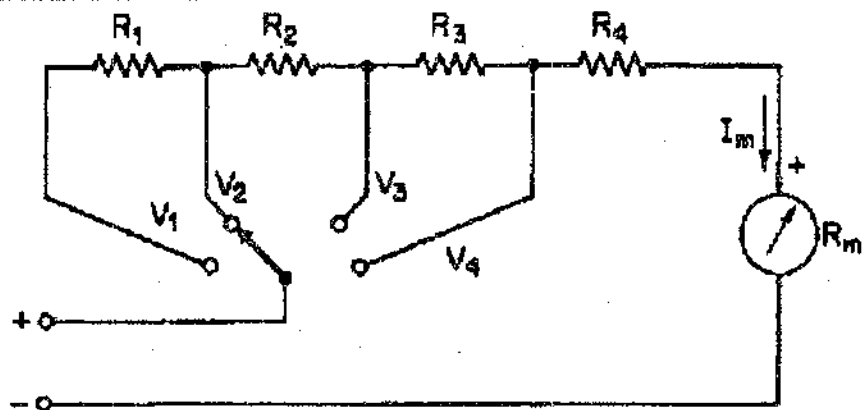 R1 R2 R3 R4
Im
+
V1 V2 V3
V4
Rm
+
-